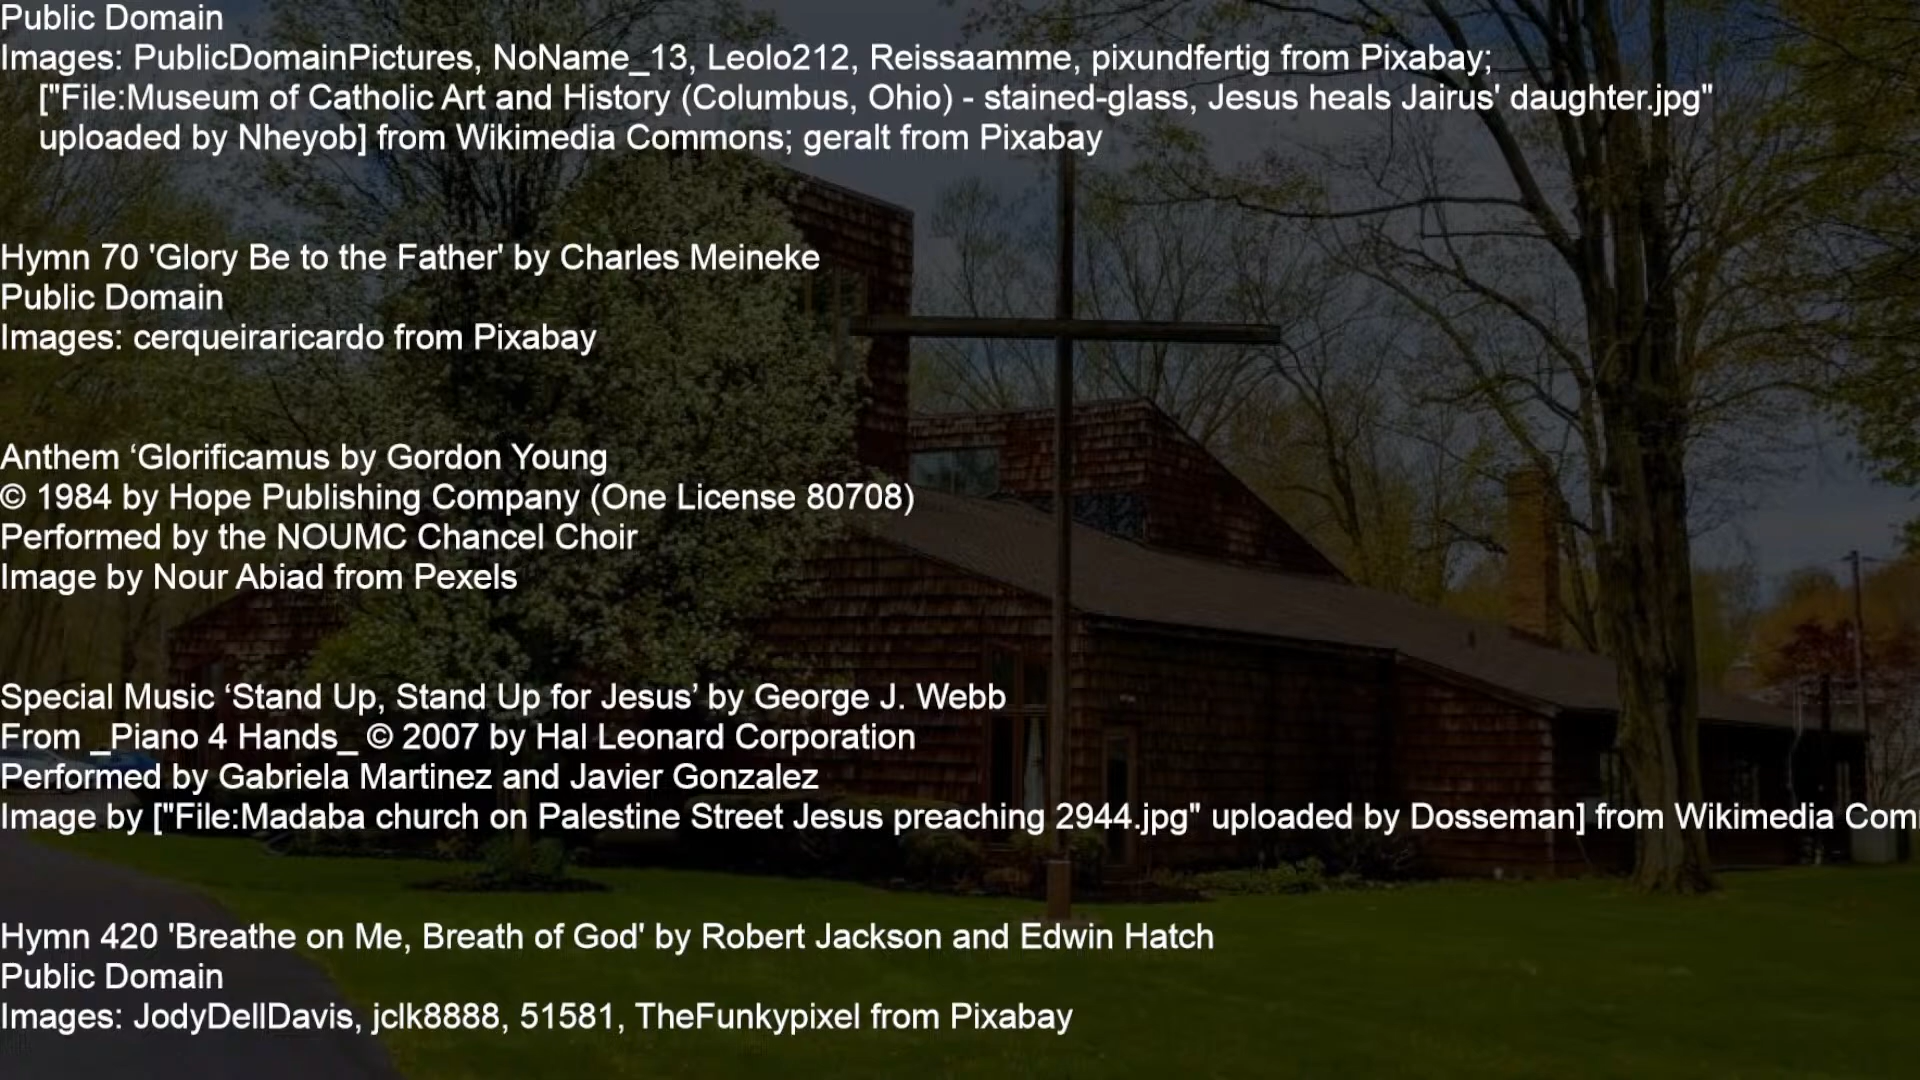 Public Domain
Images: PublicDomainPictures, NoName_13, Leolo212, Reissaamme, pixundfertig from Pixabay;
["File:Museum of Catholic Art and History (Columbus, Ohio) - stained-glass, Jesus heals Jairus' daughter.jpg"
uploaded by Nheyob] from Wikimedia Commons; geralt from Pixabay
Hymn 70 'Glory Be to the Father' by Charles Meineke
Public Domain
Images: cerqueiraricardo from Pixabay
Anthem ‘Glorificamus by Gordon Young
© 1984 by Hope Publishing Company (One License 80708)
Performed by the NOUMC Chancel Choir
Image by Nour Abiad from Pexels
Special Music ‘Stand Up, Stand Up for Jesus’ by George J. Webb
From _Piano 4 Hands_ © 2007 by Hal Leonard Corporation
Performed by Gabriela Martinez and Javier Gonzalez
Image by ["File:Madaba church on Palestine Street Jesus preaching 2944.jpg" uploaded by Dosseman] from Wikimedia
Hymn 420 'Breathe on Me, Breath of God' by Robert Jackson and Edwin Hatch
Public Domain
Images: JodyDellDavis, jclk8888, 51581, TheFunkypixel from Pixabay